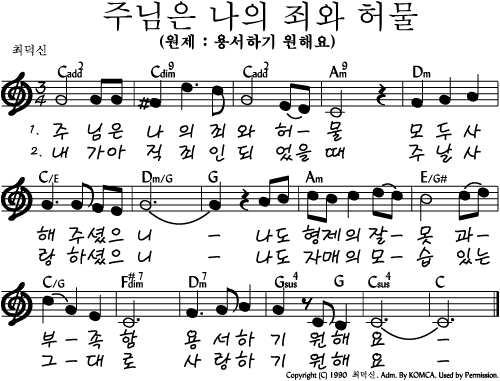 주님은 나의 죄와 허물
(원제 : 용서하기 원해요)
최덕신
Cadd2 Cdim9 Cadd2 Am9 Dm
3/4
1. 주 님은 나 의 죄 와 허- 물 모 두 사
2. 내 가아 직 죄 인 되 었을 때 주 날 사
C/E Dm/G G Am E/G#
해 주셨으 니 - - 나도 형제의 잘- 못 과-
랑 하셨으 니 - - 나도 자매의 모- 습 있는
C/G F#dim7 Dm7 Gsus4 G Csus4 C
부- 족 할 용 서하 기 원해 요 -
그- 대 로 사 랑하 기 원해 요 -
Copyright (C) 1990 최덕신. Adm. By KOMCA. Used by Permission.